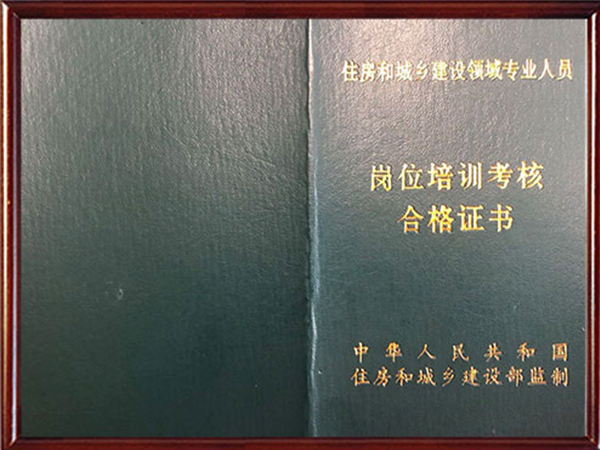 住房和城乡建设领域专业人员
岗位培训考核
合格证书
中华人民共和国
住房和城乡建设部监制